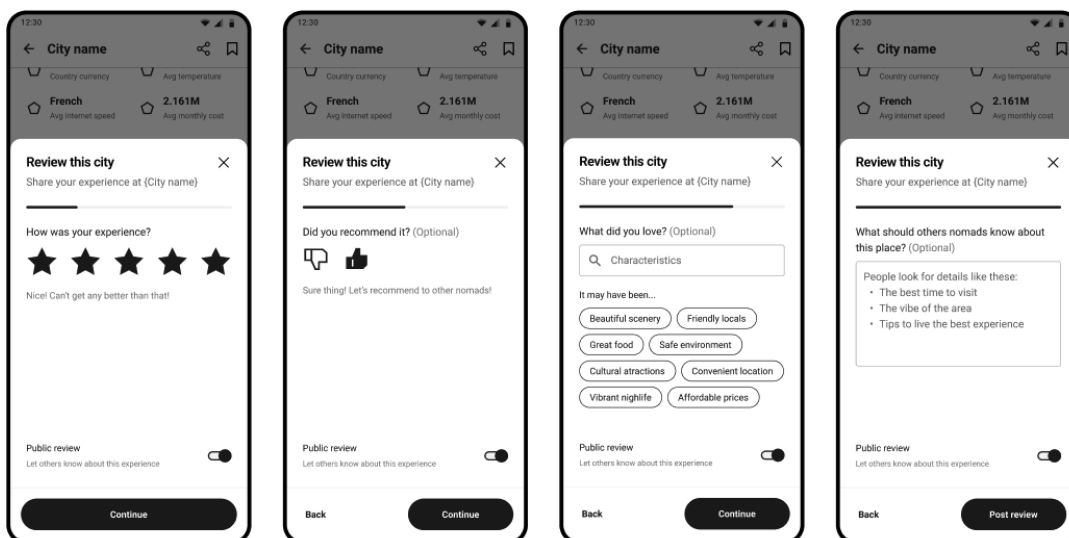 12:30
City name
Country currency Avg temperature
French 2.161M
Avg internet speed Avg monthly cost
Review this city
Share your experience at {City name}
How was your experience?
Nice! Can't get any better than that!
Public review
Let others know about this experience
Continue
12:30
City name
Country currency Avg temperature
French 2.161M
Avg internet speed Avg monthly cost
Review this city
Share your experience at {City name}
Did you recommend it? (Optional)
Sure thing! Let's recommend to other nomads!
Public review
Let others know about this experience
Back Continue
12:30
City name
Country currency Avg temperature
French 2.161M
Avg internet speed Avg monthly cost
Review this city
Share your experience at {City name}
What did you love? (Optional)
Characteristics
It may have been...
Beautiful scenery Friendly locals
Great food Safe environment
Cultural atractions Convenient location
Vibrant nighlife Affordable prices
Public review
Let others know about this experience
Back Continue
12:30
City name
Country currency Avg temperature
French 2.161M
Avg internet speed Avg monthly cost
Review this city
Share your experience at {City name}
What should others nomads know about
this place? (Optional)
People look for details like these:
• The best time to visit
• The vibe of the area
• Tips to live the best experience
Public review
Let others know about this experience
Back Post review